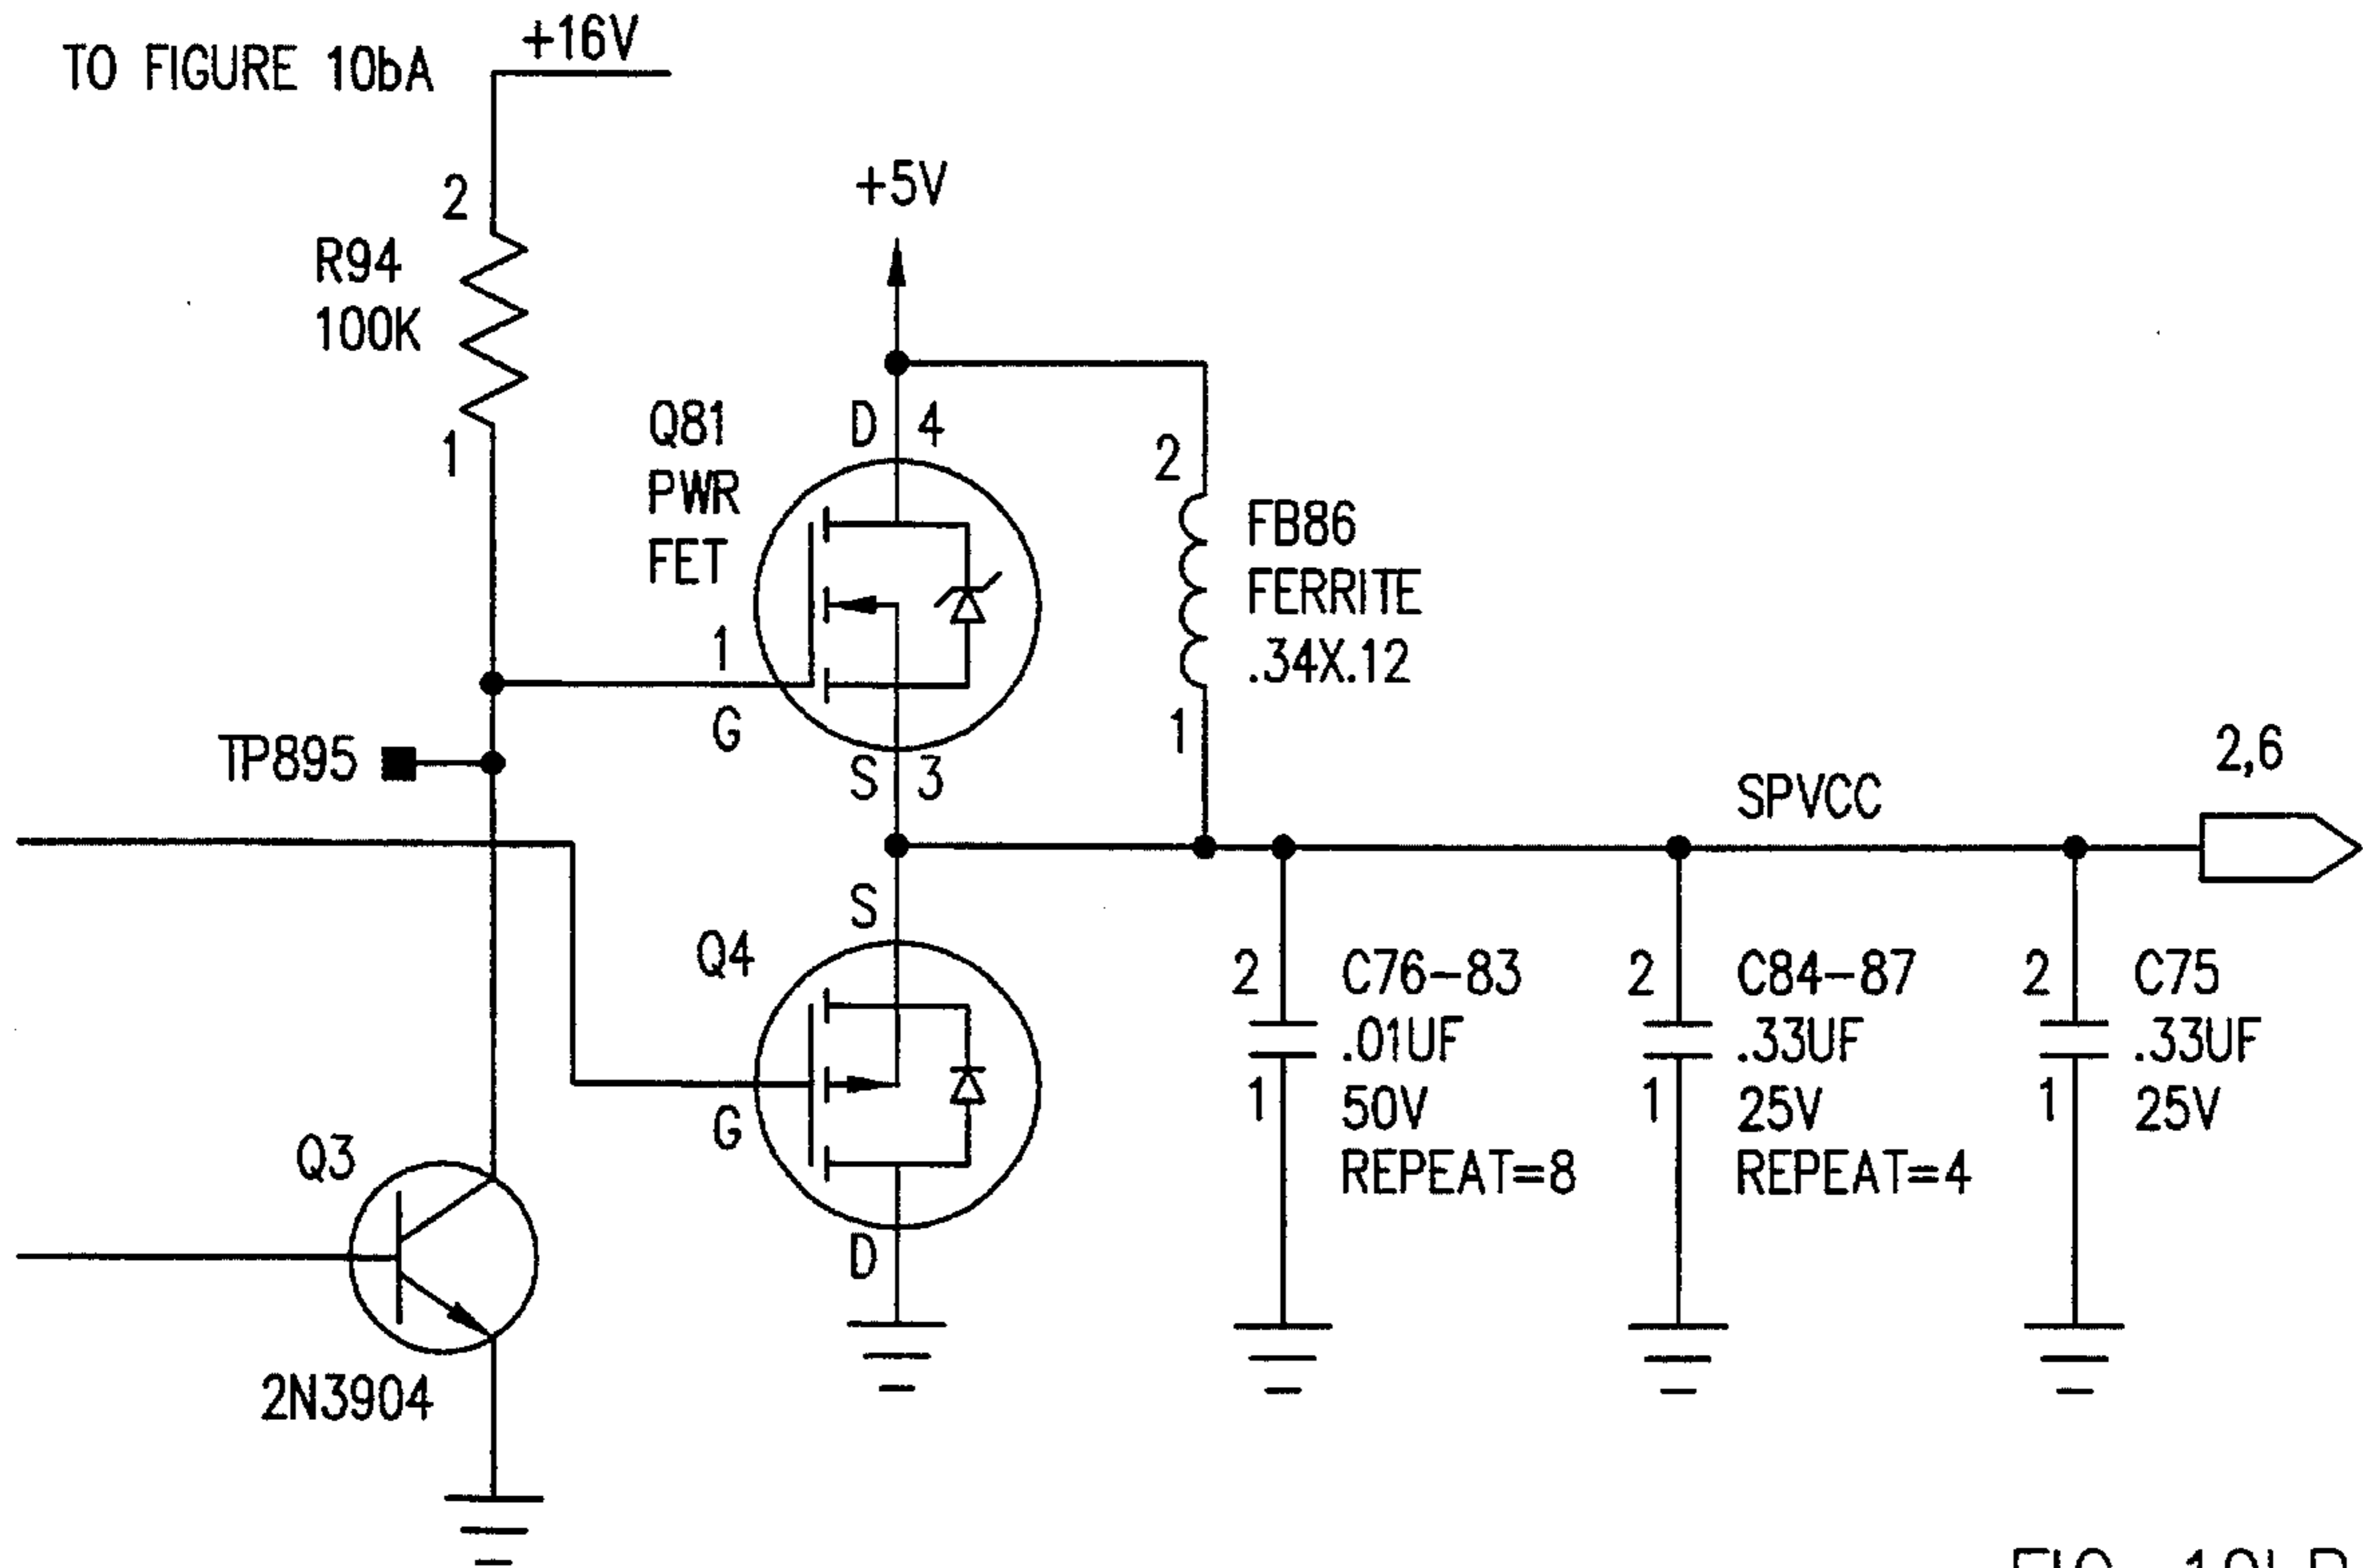 TO FIGURE 10bA
+16V
2
R94
100K
1
+5V
Q81
PWR
FET
D 4
1
G
S 3
2
FB86
FERRITE
.34X.12
1
TP895
SPVCC
2,6
S
Q4
G
D
2
C76-83
.01UF
50V
REPEAT=8
1
2
C84-87
.33UF
25V
REPEAT=4
1
2
C75
.33UF
25V
1
Q3
2N3904